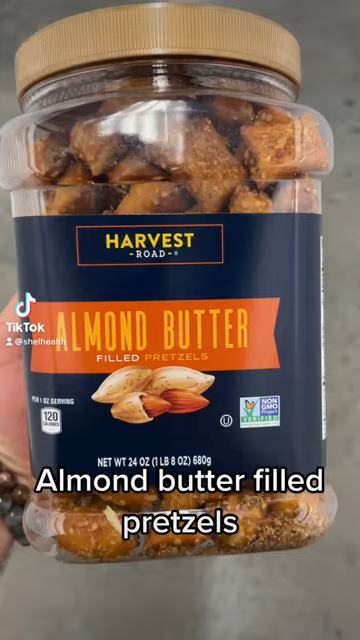 HARVEST
-ROAD-®
TikTok
@shelhealth
ALMOND BUTTER
FILLED PRETZELS
PER 1 OZ SERVING
120
CALORIES
NON
GMO
Project
VERIFIED
U
NET WT 24 OZ (1 LB 8 OZ) 680g
Almond butter filled
pretzels